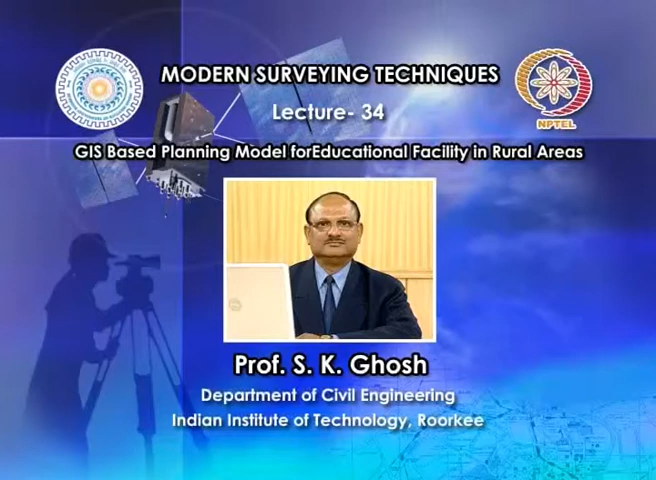 MODERN SURVEYING TECHNIQUES
Lecture- 34
NPTEL
GIS Based Planning Model forEducational Facility in Rural Areas
Prof. S. K. Ghosh
Department of Civil Engineering
Indian Institute of Technology, Roorkee